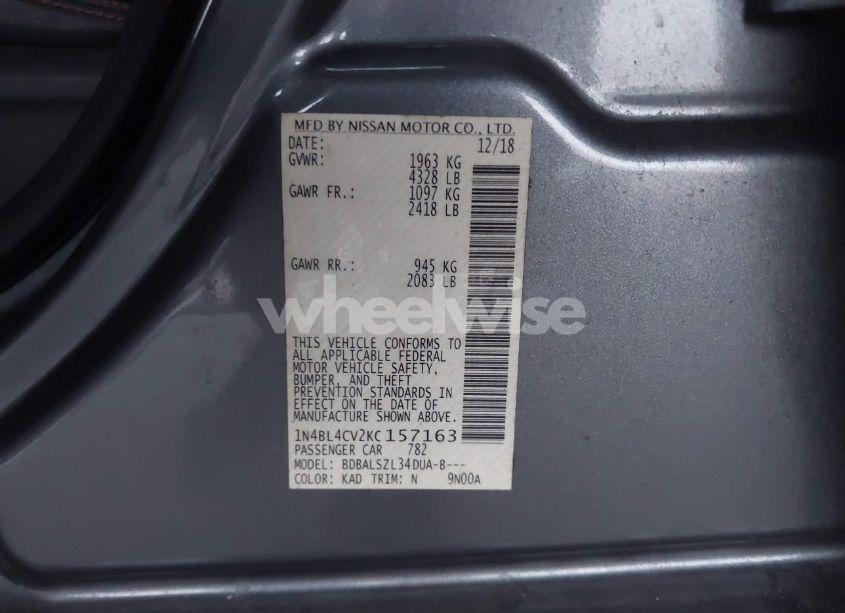 MFD BY NISSAN MOTOR CO., LTD.
DATE: 12/18
GVWR: 1963 KG
4328 LB
GAWR FR.: 1097 KG
2418 LB
GAWR RR.: 945 KG
2083 LB
wheelwise
THIS VEHICLE CONFORMS TO
ALL APPLICABLE FEDERAL
MOTOR VEHICLE SAFETY,
BUMPER, AND THEFT
PREVENTION STANDARDS IN
EFFECT ON THE DATE OF
MANUFACTURE SHOWN ABOVE.
1N4BL4CV2KC157163
PASSENGER CAR 782
MODEL: BDBALSZL34DUA-B---
COLOR: KAD TRIM: N 9N00A